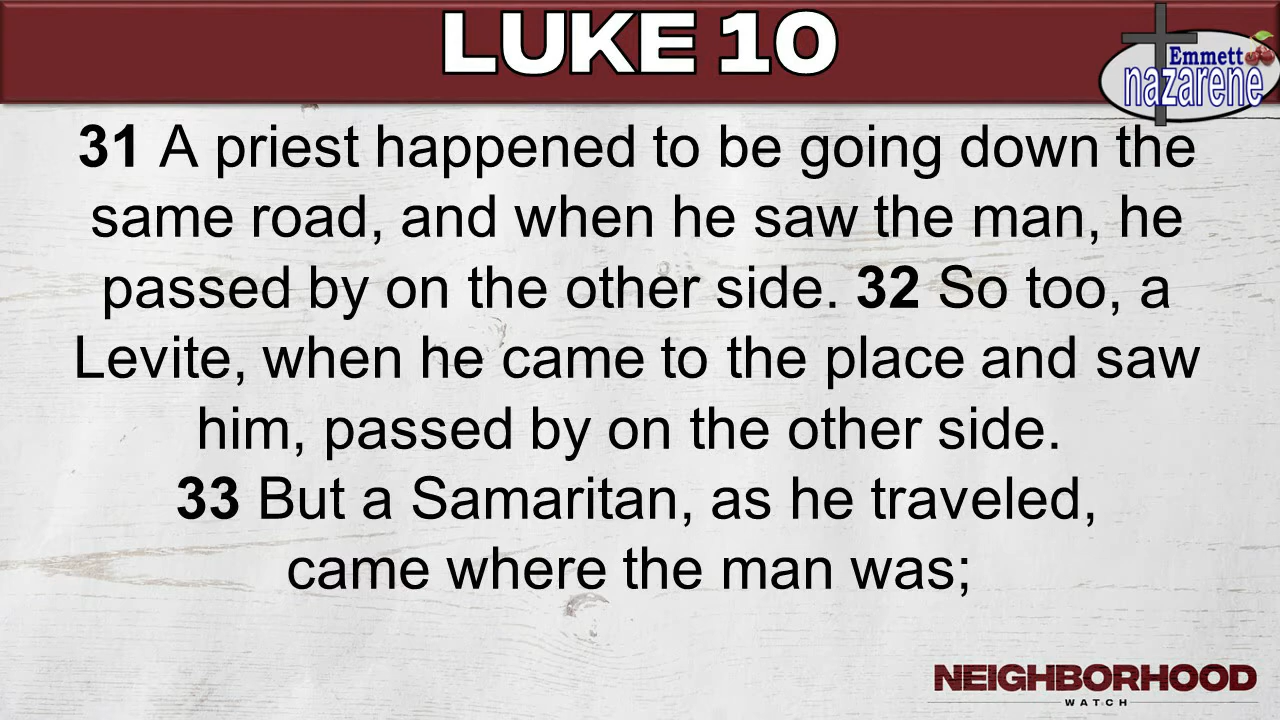 LUKE 10
Emmett
nazarene
31 A priest happened to be going down the
same road, and when he saw the man, he
passed by on the other side. 32 So too, a
Levite, when he came to the place and saw
him, passed by on the other side.
33 But a Samaritan, as he traveled,
came where the man was;
NEIGHBORHOOD
WATCH